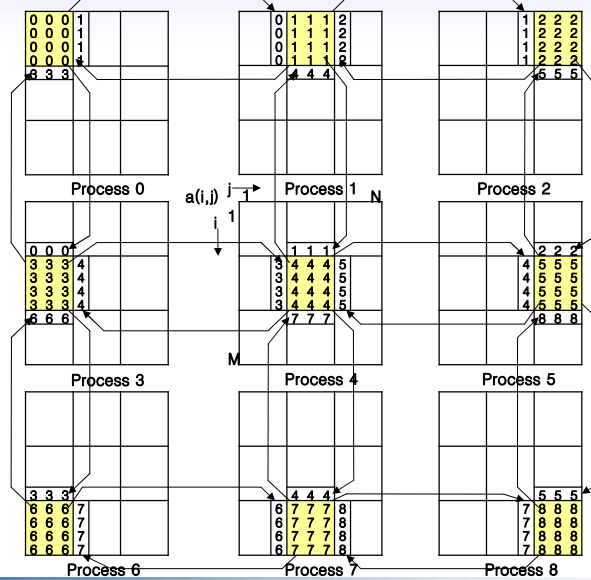 0 0 0 1 0 1 1 1 2 1 2 2 2
0 0 0 1 0 1 1 1 2 1 2 2 2
0 0 0 1 0 1 1 1 2 1 2 2 2
0 0 0 1 0 1 1 1 2 1 2 2 2
3 3 3 4 4 4 5 5 5
Process 0 Process 1 Process 2
a(i,j) j 1 N
i 1
0 0 0 1 1 1 2 2 2
3 3 3 4 3 4 4 4 5 4 5 5 5
3 3 3 4 3 4 4 4 5 4 5 5 5
3 3 3 4 3 4 4 4 5 4 5 5 5
3 3 3 4 3 4 4 4 5 4 5 5 5
6 6 6 7 7 7 8 8 8
M
Process 3 Process 4 Process 5
3 3 3 4 4 4 5 5 5
6 6 6 7 6 7 7 7 8 7 8 8 8
6 6 6 7 6 7 7 7 8 7 8 8 8
6 6 6 7 6 7 7 7 8 7 8 8 8
6 6 6 7 6 7 7 7 8 7 8 8 8
Process 6 Process 7 Process 8